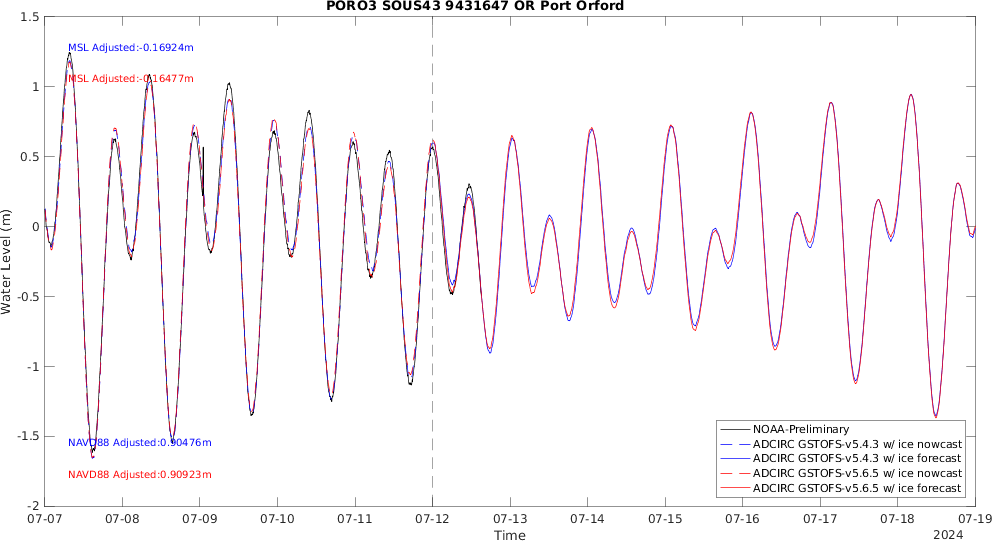 PORO3 SOUS43 9431647 OR Port Orford
1.5
1
0.5
0
-0.5
-1
-1.5
-2
Water Level (m)
MSL Adjusted:-0.16924m
MSL Adjusted:-0.16477m
NAVD88 Adjusted:0.90476m
NAVD88 Adjusted:0.90923m
NOAA-Preliminary
ADCIRC GSTOFS-v5.4.3 w/ ice nowcast
ADCIRC GSTOFS-v5.4.3 w/ ice forecast
ADCIRC GSTOFS-v5.6.5 w/ ice nowcast
ADCIRC GSTOFS-v5.6.5 w/ ice forecast
07-07 07-08 07-09 07-10 07-11 07-12 07-13 07-14 07-15 07-16 07-17 07-18 07-19
Time
2024